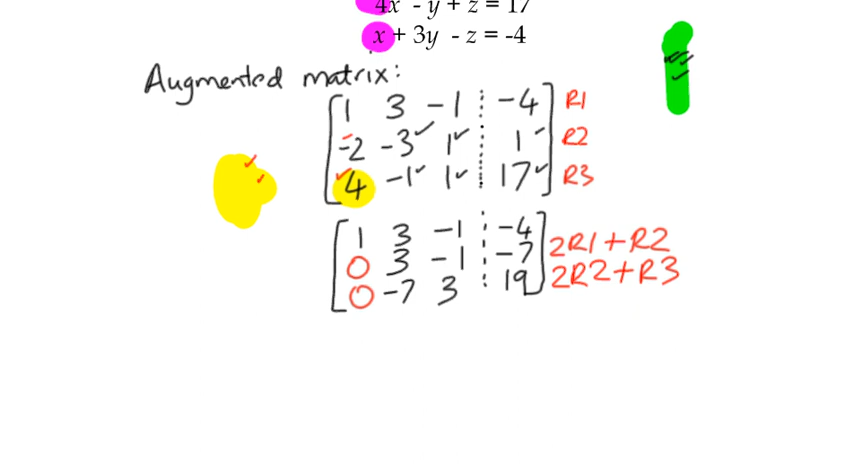 4x - y + z = 17
x + 3y - z = -4
Augmented matrix:
1 3 -1 -4 R1
-2 -3 1 1 R2
4 -1 1 17 R3
1 3 -1 -4
0 3 -1 -7 2R1+R2
0 -7 3 19 2R2+R3